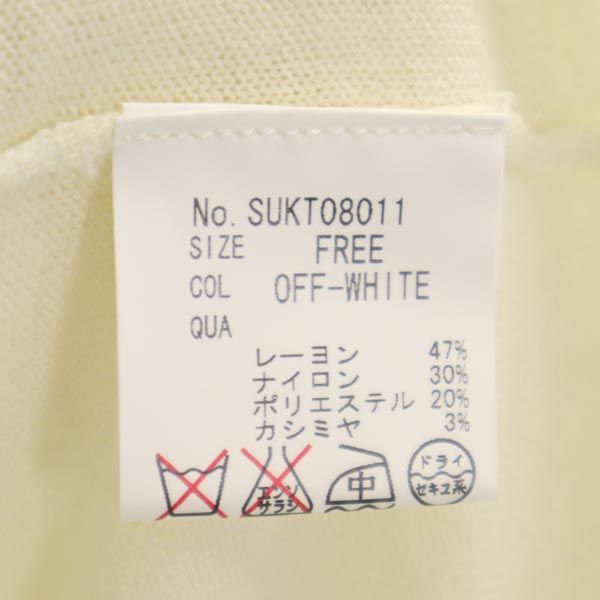 No. SUKT08011
SIZE FREE
COL OFF-WHITE
QUA
レーヨン 47%
ナイロン 30%
ポリエステル 20%
カシミヤ 3%
エンソ
サラシ
中
ドライ
セキユ系